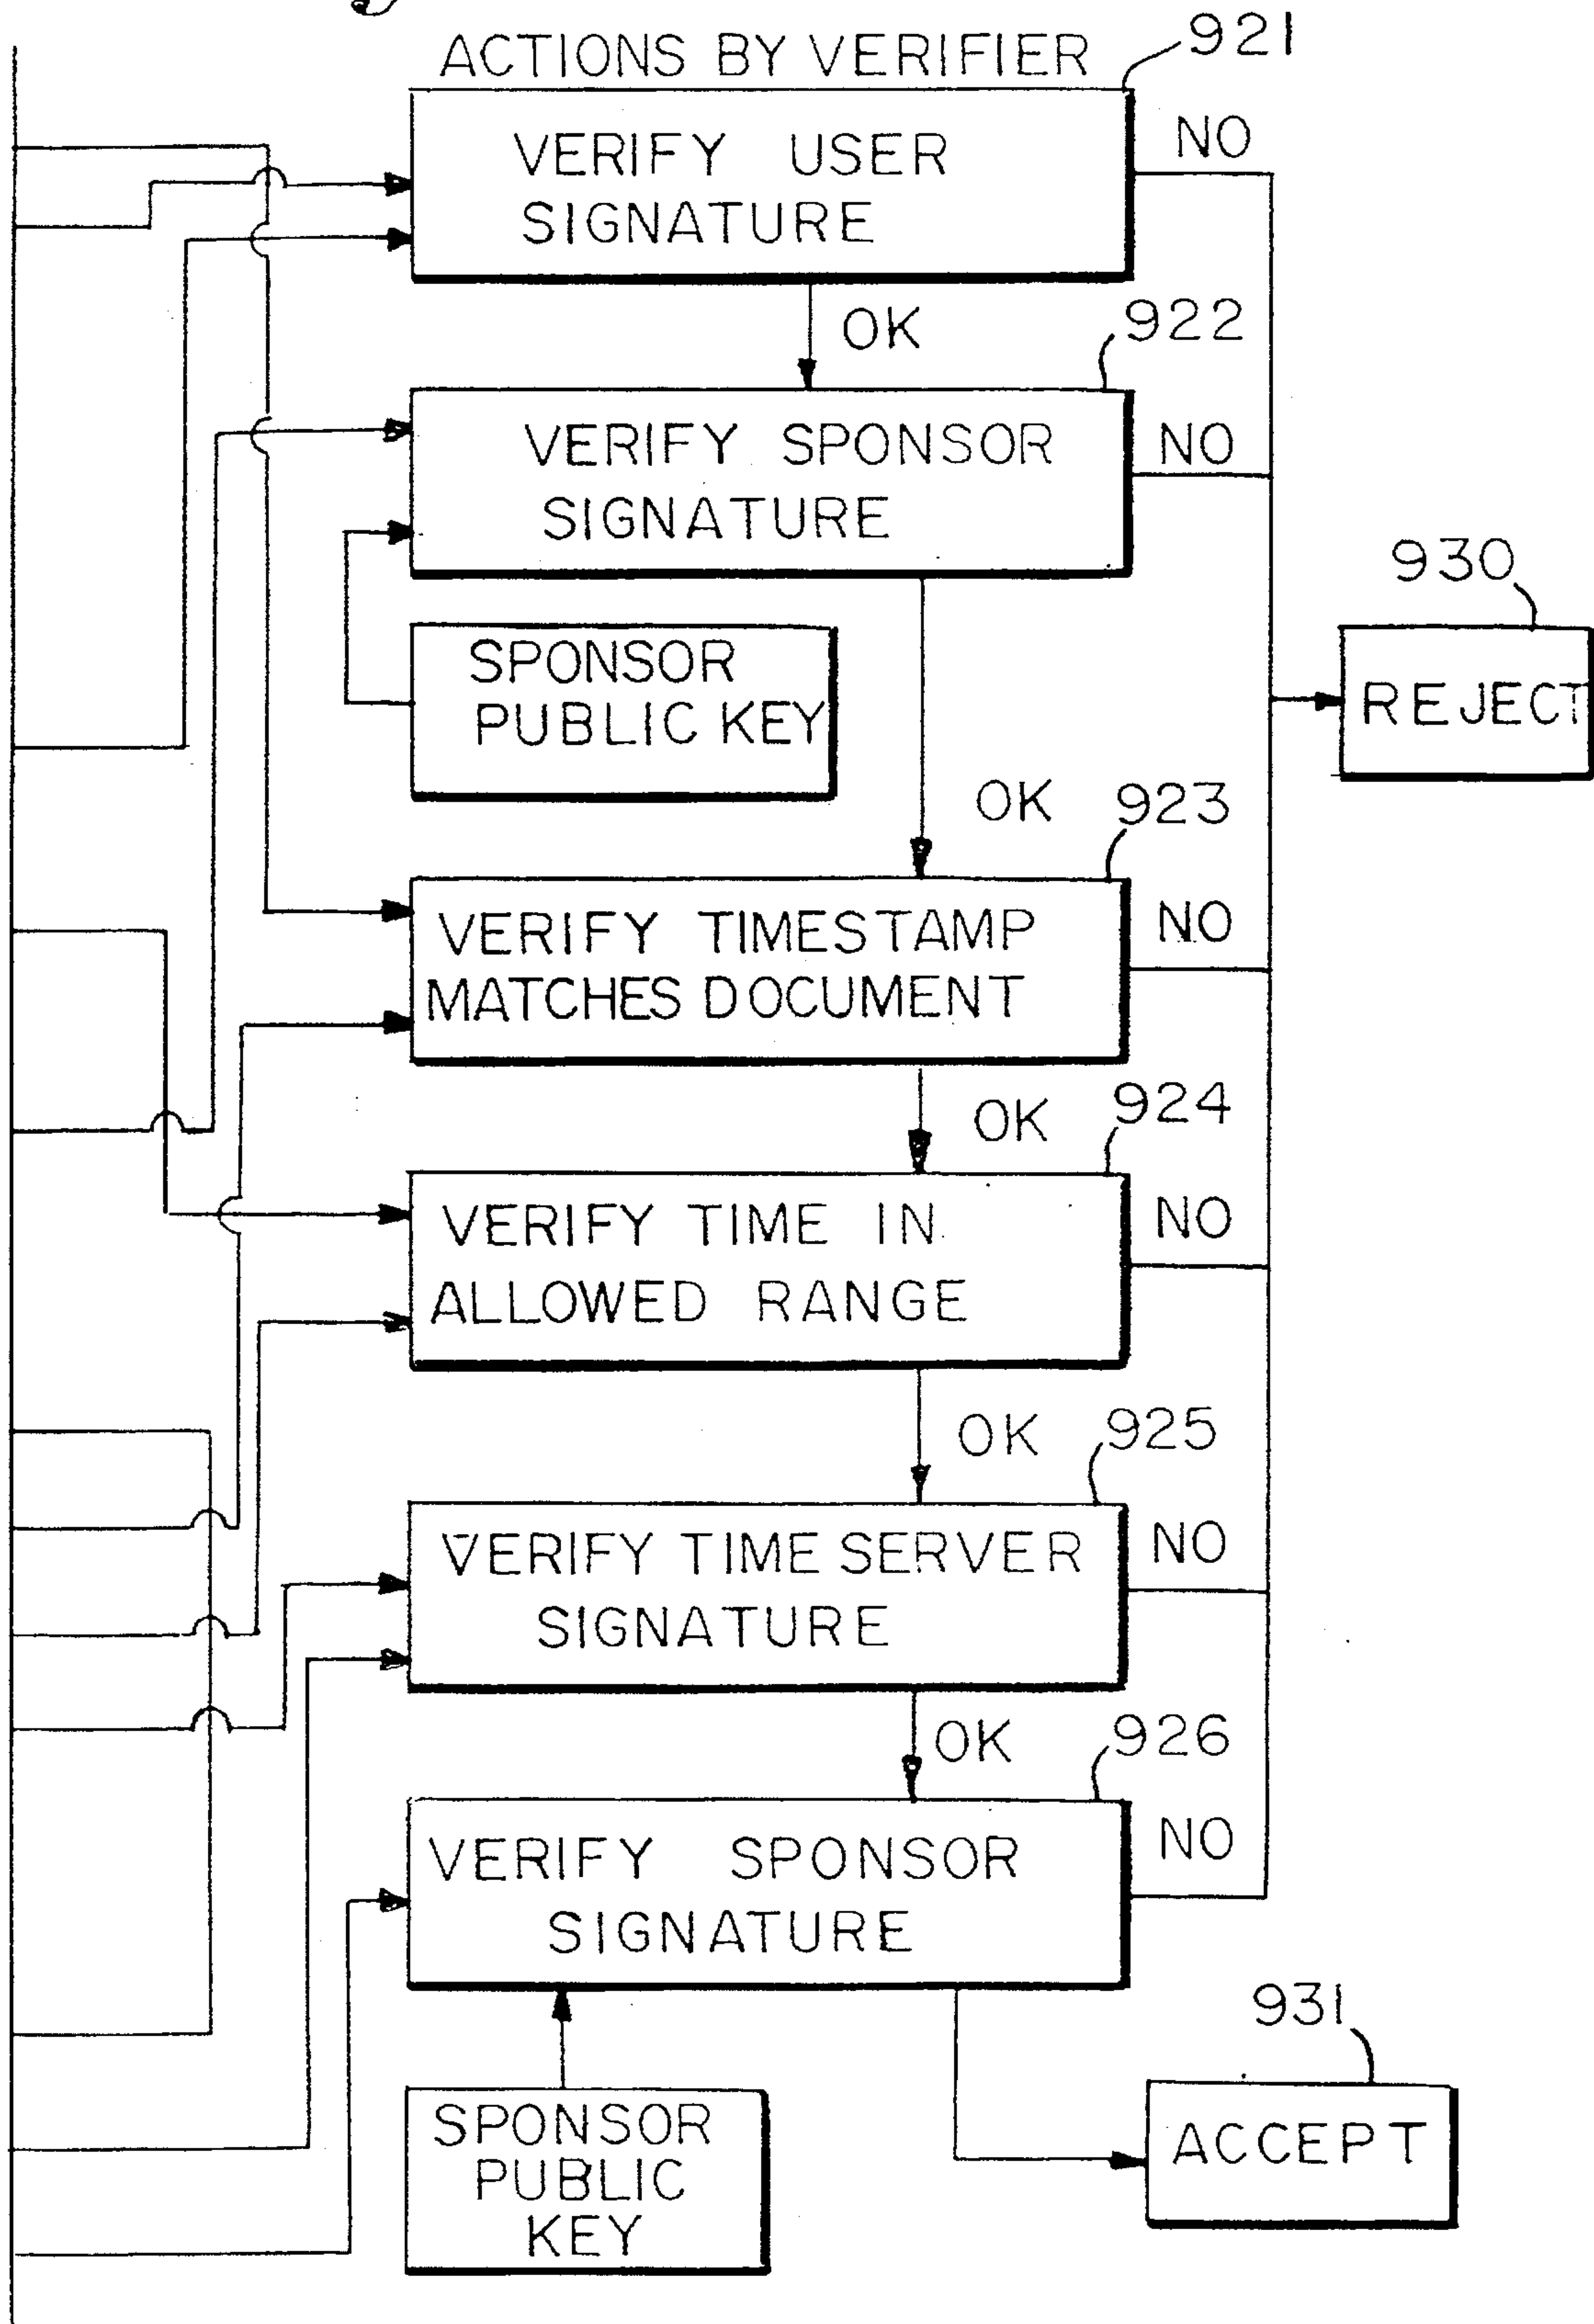 ACTIONS BY VERIFIER
921
VERIFY USER
SIGNATURE
NO
OK
922
VERIFY SPONSOR
SIGNATURE
NO
930
SPONSOR
PUBLIC KEY
REJECT
OK
923
VERIFY TIMESTAMP
MATCHES DOCUMENT
NO
OK
924
VERIFY TIME IN
ALLOWED RANGE
NO
OK
925
VERIFY TIME SERVER
SIGNATURE
NO
OK
926
VERIFY SPONSOR
SIGNATURE
NO
931
SPONSOR
PUBLIC
KEY
ACCEPT